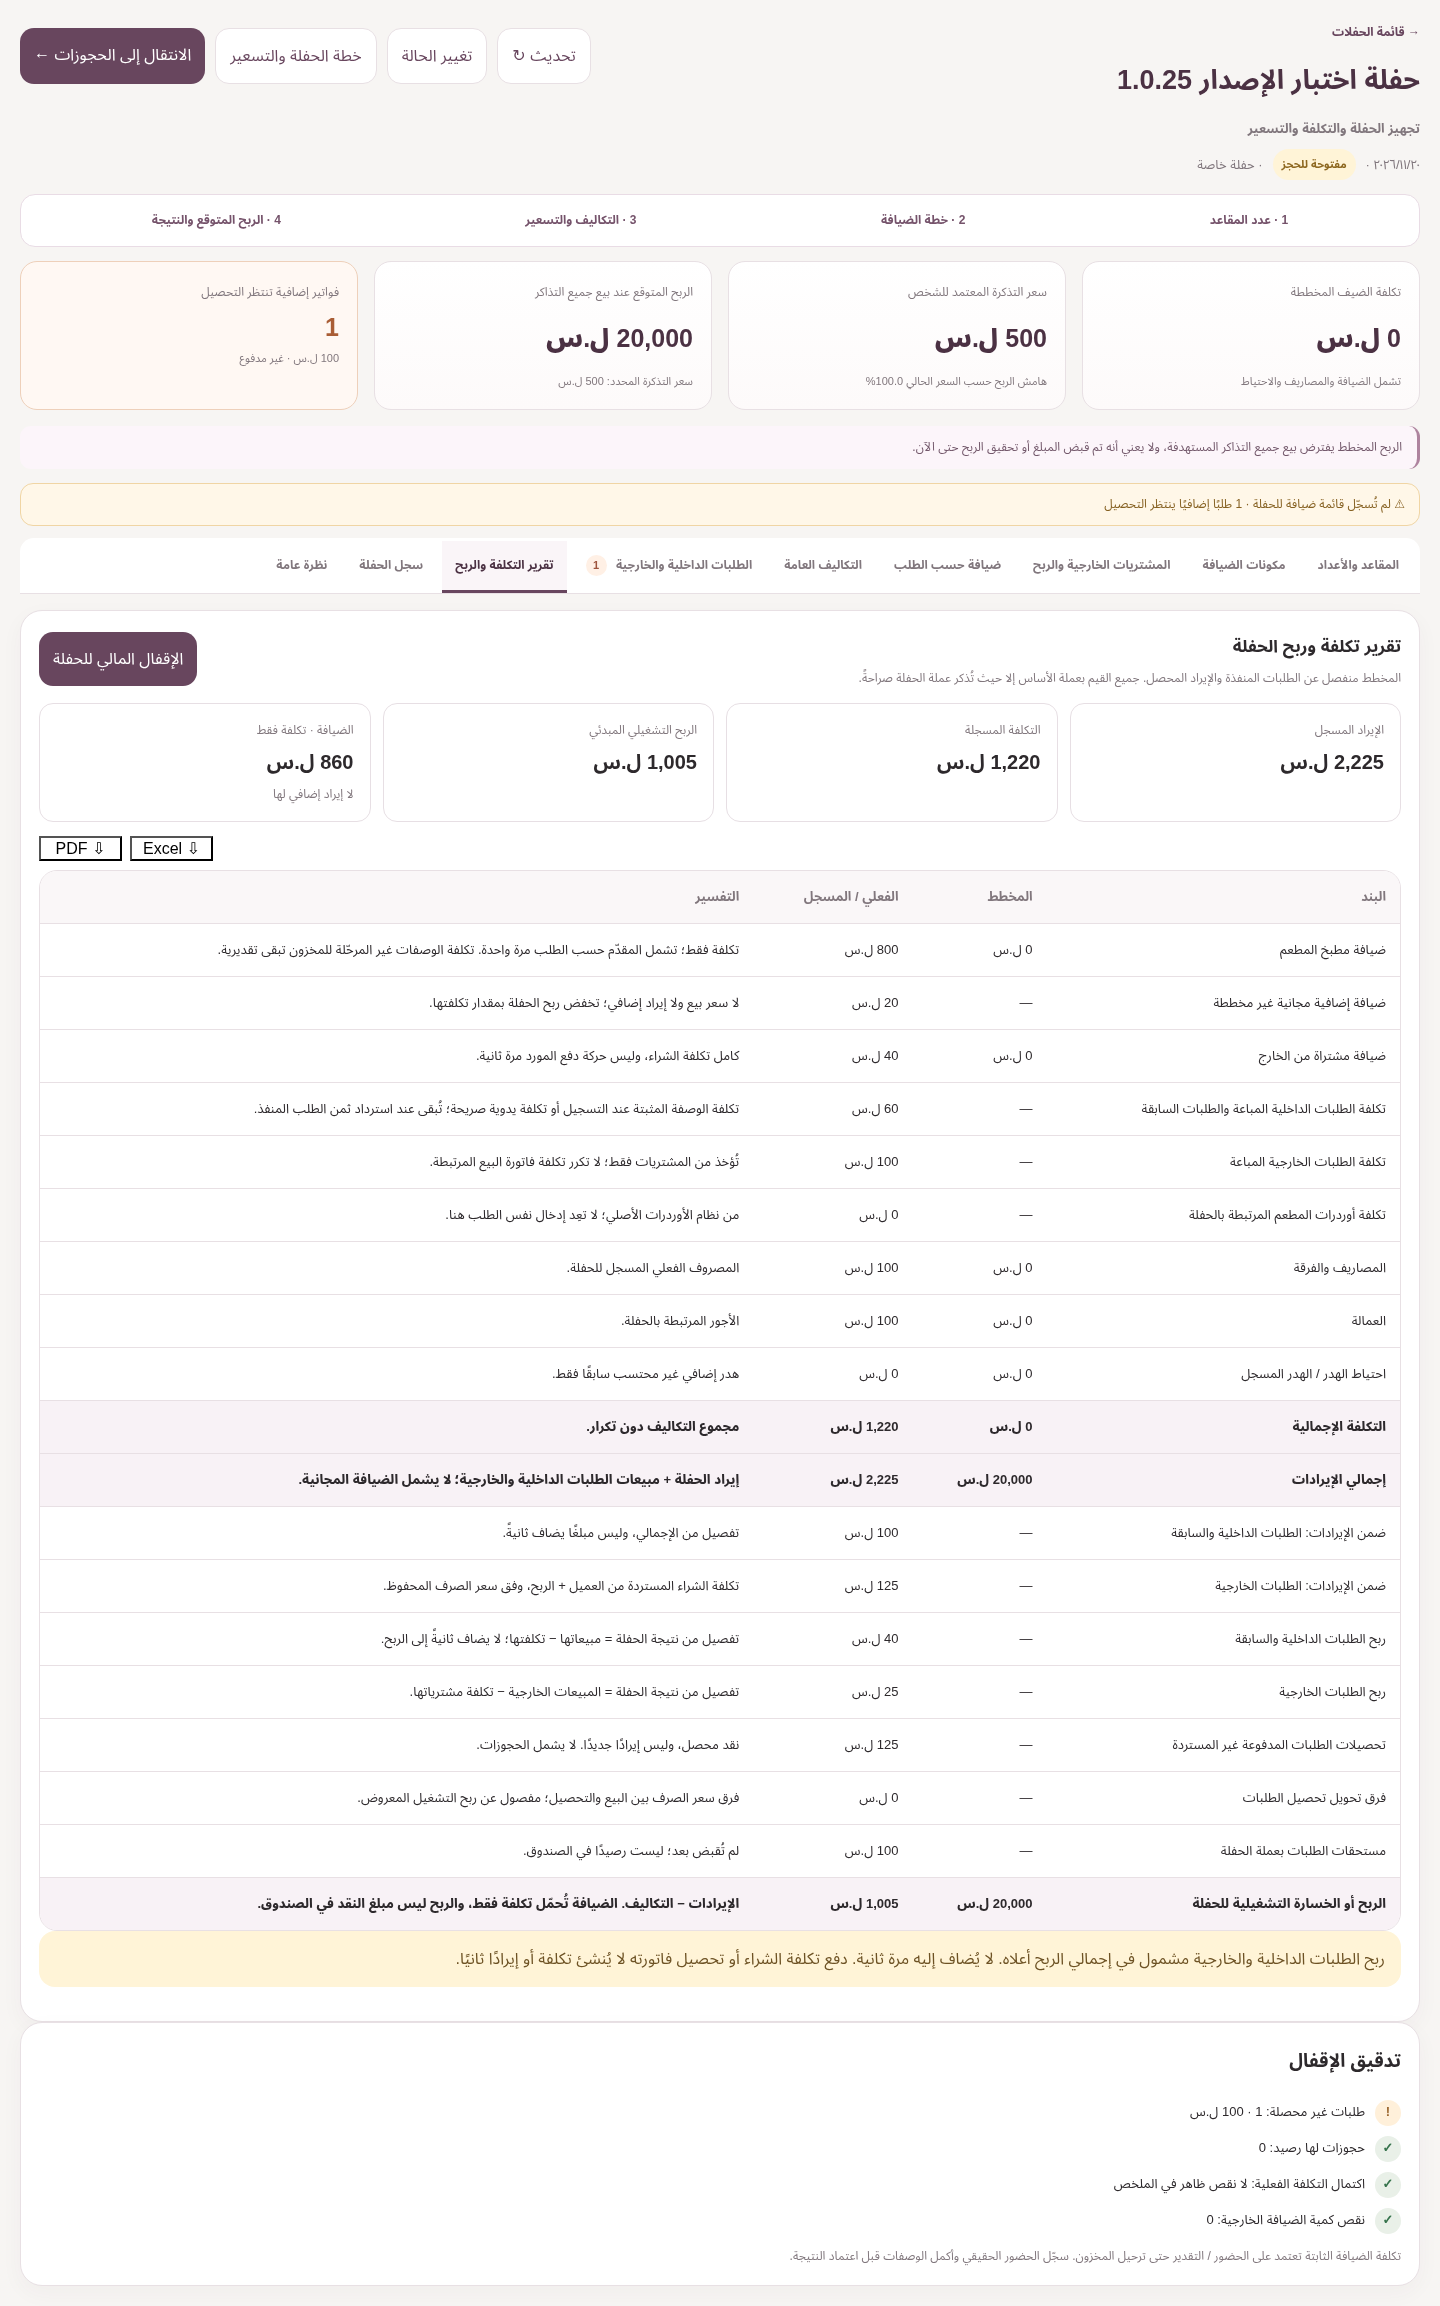 → قائمة الحفلات
حفلة اختبار الإصدار 1.0.25
تجهيز الحفلة والتكلفة والتسعير
٢٠٢٦/١١/٢٠ · مفتوحة للحجز · حفلة خاصة
تحديث ↻
تغيير الحالة
خطة الحفلة والتسعير
الانتقال إلى الحجوزات ←
1 · عدد المقاعد
2 · خطة الضيافة
3 · التكاليف والتسعير
4 · الربح المتوقع والنتيجة
تكلفة الضيف المخططة
0 ل.س
تشمل الضيافة والمصاريف والاحتياط
سعر التذكرة المعتمد للشخص
500 ل.س
هامش الربح حسب السعر الحالي 100.0%
الربح المتوقع عند بيع جميع التذاكر
20,000 ل.س
سعر التذكرة المحدد: 500 ل.س
فواتير إضافية تنتظر التحصيل
1
100 ل.س · غير مدفوع
الربح المخطط يفترض بيع جميع التذاكر المستهدفة، ولا يعني أنه تم قبض المبلغ أو تحقيق الربح حتى الآن.
⚠ لم تُسجّل قائمة ضيافة للحفلة · 1 طلبًا إضافيًا ينتظر التحصيل
المقاعد والأعداد
مكونات الضيافة
المشتريات الخارجية والربح
ضيافة حسب الطلب
التكاليف العامة
الطلبات الداخلية والخارجية 1
تقرير التكلفة والربح
سجل الحفلة
نظرة عامة
تقرير تكلفة وربح الحفلة
المخطط منفصل عن الطلبات المنفذة والإيراد المحصل. جميع القيم بعملة الأساس إلا حيث تُذكر عملة الحفلة صراحةً.
الإقفال المالي للحفلة
الإيراد المسجل
2,225 ل.س
التكلفة المسجلة
1,220 ل.س
الربح التشغيلي المبدئي
1,005 ل.س
الضيافة · تكلفة فقط
860 ل.س
لا إيراد إضافي لها
Excel ⇩
PDF ⇩
البند المخطط الفعلي / المسجل التفسير
ضيافة مطبخ المطعم 0 ل.س 800 ل.س تكلفة فقط؛ تشمل المقدّم حسب الطلب مرة واحدة. تكلفة الوصفات غير المرحّلة للمخزون تبقى تقديرية.
ضيافة إضافية مجانية غير مخططة — 20 ل.س لا سعر بيع ولا إيراد إضافي؛ تخفض ربح الحفلة بمقدار تكلفتها.
ضيافة مشتراة من الخارج 0 ل.س 40 ل.س كامل تكلفة الشراء، وليس حركة دفع المورد مرة ثانية.
تكلفة الطلبات الداخلية المباعة والطلبات السابقة — 60 ل.س تكلفة الوصفة المثبتة عند التسجيل أو تكلفة يدوية صريحة؛ تُبقى عند استرداد ثمن الطلب المنفذ.
تكلفة الطلبات الخارجية المباعة — 100 ل.س تُؤخذ من المشتريات فقط؛ لا تكرر تكلفة فاتورة البيع المرتبطة.
تكلفة أوردرات المطعم المرتبطة بالحفلة — 0 ل.س من نظام الأوردرات الأصلي؛ لا تعِد إدخال نفس الطلب هنا.
المصاريف والفرقة 0 ل.س 100 ل.س المصروف الفعلي المسجل للحفلة.
العمالة 0 ل.س 100 ل.س الأجور المرتبطة بالحفلة.
احتياط الهدر / الهدر المسجل 0 ل.س 0 ل.س هدر إضافي غير محتسب سابقًا فقط.
التكلفة الإجمالية 0 ل.س 1,220 ل.س مجموع التكاليف دون تكرار.
إجمالي الإيرادات 20,000 ل.س 2,225 ل.س إيراد الحفلة + مبيعات الطلبات الداخلية والخارجية؛ لا يشمل الضيافة المجانية.
ضمن الإيرادات: الطلبات الداخلية والسابقة — 100 ل.س تفصيل من الإجمالي، وليس مبلغًا يضاف ثانيةً.
ضمن الإيرادات: الطلبات الخارجية — 125 ل.س تكلفة الشراء المستردة من العميل + الربح، وفق سعر الصرف المحفوظ.
ربح الطلبات الداخلية والسابقة — 40 ل.س تفصيل من نتيجة الحفلة = مبيعاتها − تكلفتها؛ لا يضاف ثانيةً إلى الربح.
ربح الطلبات الخارجية — 25 ل.س تفصيل من نتيجة الحفلة = المبيعات الخارجية − تكلفة مشترياتها.
تحصيلات الطلبات المدفوعة غير المستردة — 125 ل.س نقد محصل، وليس إيرادًا جديدًا. لا يشمل الحجوزات.
فرق تحويل تحصيل الطلبات — 0 ل.س فرق سعر الصرف بين البيع والتحصيل؛ مفصول عن ربح التشغيل المعروض.
مستحقات الطلبات بعملة الحفلة — 100 ل.س لم تُقبض بعد؛ ليست رصيدًا في الصندوق.
الربح أو الخسارة التشغيلية للحفلة 20,000 ل.س 1,005 ل.س الإيرادات − التكاليف. الضيافة تُحمّل تكلفة فقط، والربح ليس مبلغ النقد في الصندوق.
ربح الطلبات الداخلية والخارجية مشمول في إجمالي الربح أعلاه. لا يُضاف إليه مرة ثانية. دفع تكلفة الشراء أو تحصيل فاتورته لا يُنشئ تكلفة أو إيرادًا ثانيًا.
تدقيق الإقفال
! طلبات غير محصلة: 1 · 100 ل.س
✓ حجوزات لها رصيد: 0
✓ اكتمال التكلفة الفعلية: لا نقص ظاهر في الملخص
✓ نقص كمية الضيافة الخارجية: 0
تكلفة الضيافة الثابتة تعتمد على الحضور / التقدير حتى ترحيل المخزون. سجّل الحضور الحقيقي وأكمل الوصفات قبل اعتماد النتيجة.